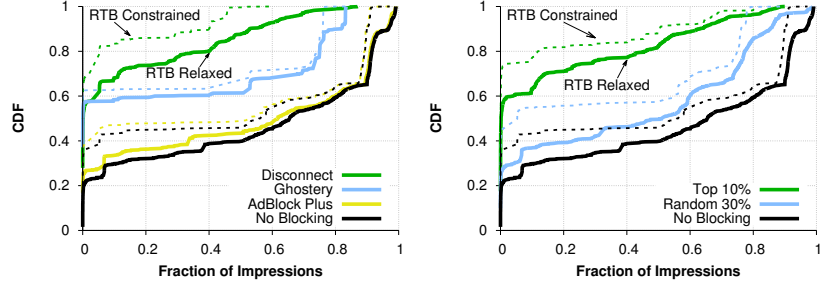 RTB Constrained
RTB Relaxed
CDF
1
0.8
0.6
0.4
0.2
0
0
0.2
0.4
0.6
0.8
1
Disconnect
Ghostery
AdBlock Plus
No Blocking
Fraction of Impressions
RTB Constrained
RTB Relaxed
CDF
1
0.8
0.6
0.4
0.2
0
0
0.2
0.4
0.6
0.8
1
Top 10%
Random 30%
No Blocking
Fraction of Impressions